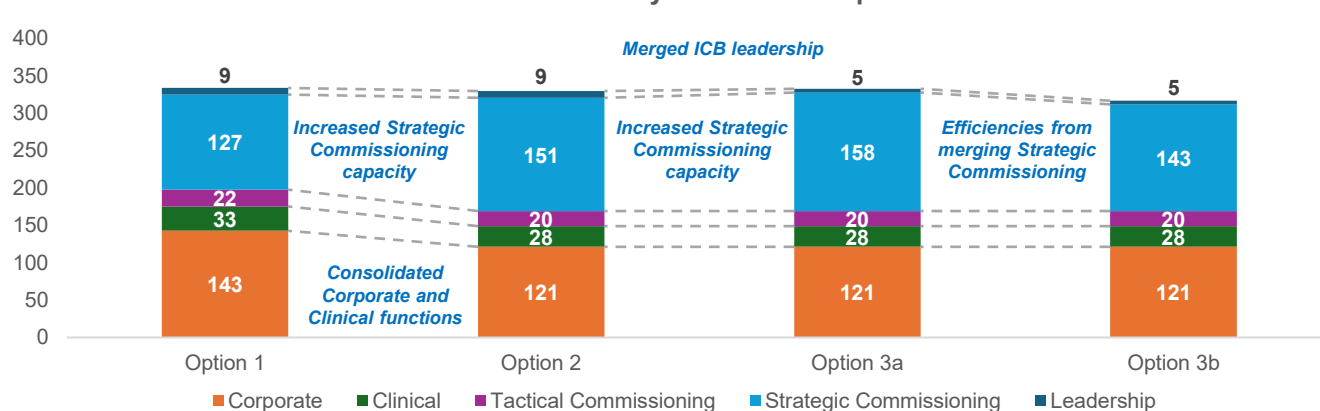 400
350
300
250
200
150
100
50
0
Merged ICB leadership
9
9
5
5
Increased Strategic
Commissioning
capacity
Increased Strategic
Commissioning
capacity
Efficiencies from
merging Strategic
Commissioning
127
151
158
143
22
20
20
20
33
28
28
28
Consolidated
Corporate and
Clinical functions
143
121
121
121
Option 1
Option 2
Option 3a
Option 3b
Corporate
Clinical
Tactical Commissioning
Strategic Commissioning
Leadership